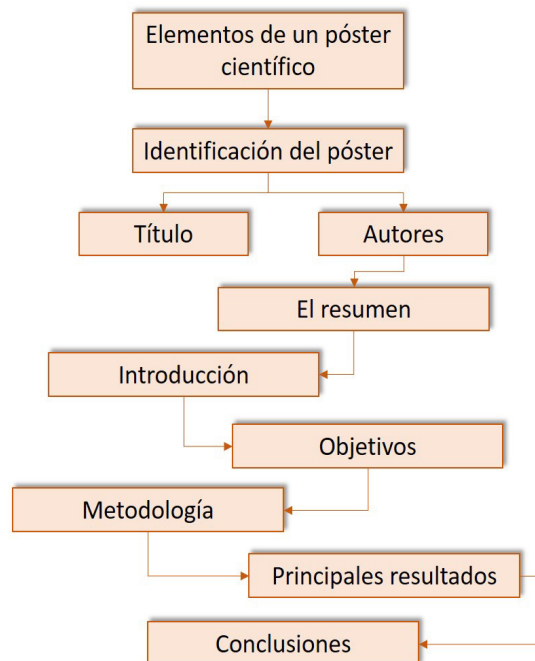 Elementos de un póster
científico
Identificación del póster
Título
Autores
El resumen
Introducción
Objetivos
Metodología
Principales resultados
Conclusiones